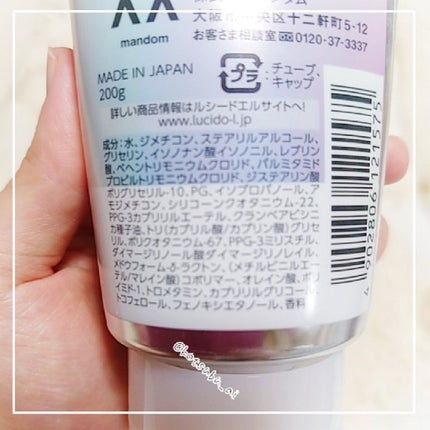 mandom
大阪市中央区十二軒町5-12
お客さま相談室 0120-37-3337
MADE IN JAPAN
200g
プラ
チューブ、
キャップ
詳しい商品情報はルシードエルサイトへ!
www.lucido-l.jp
成分:水、ジメチコン、ステアリルアルコール、
グリセリン、イソノナン酸イソノニル、レブリン
酸、ベヘントリモニウムクロリド、パルミタミド
プロピルトリモニウムクロリド、ジステアリン酸
ポリグリセリル-10、PG、イソプロパノール、ア
モジメチコン、シリコーンクオタニウム-22、
PPG-3カプリリルエーテル、クランベアビシニ
カ種子油、トリ(カプリル/カプリン酸)グリセ
リル、ポリクオタニウム-67、PPG-3ミリスチル、
ダイマージリノール酸ダイマージリノレイル、
メドウフォーム-δ-ラクトン、(メチルビニルエー
テル/マレイン酸)コポリマー、オレイン酸、ポリ
イミド-1、トロメタミン、カプリリルグリコール、
トコフェロール、フェノキシエタノール、香料
4902806121575